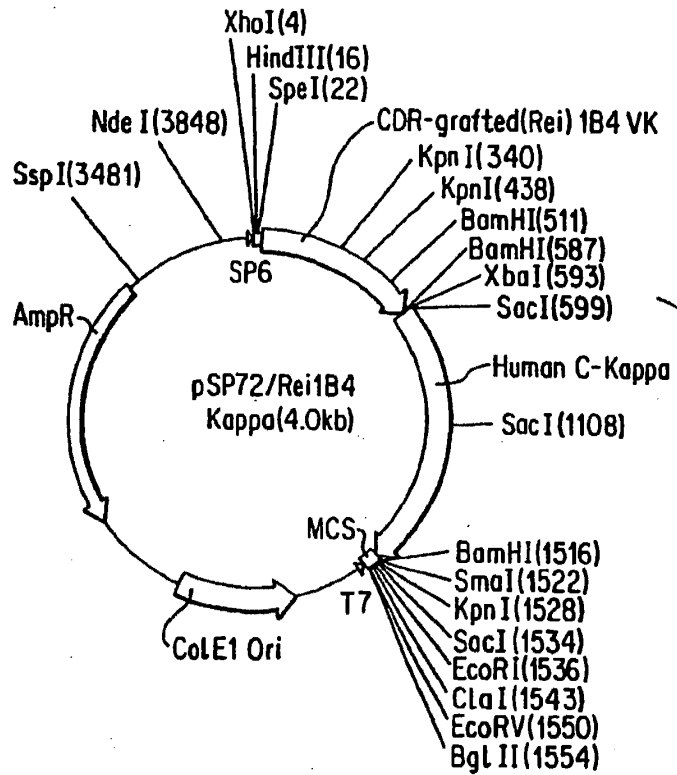 XhoI(4)
HindIII(16)
SpeI(22)
NdeI(3848)
CDR-grafted(Rei) 1B4 VK
KpnI(340)
SspI(3481)
KpnI(438)
BamHI(511)
BamHI(587)
XbaI(593)
SacI(599)
SP6
AmpR
Human C-Kappa
pSP72/Rei1B4
Kappa(4.0kb)
SacI(1108)
MCS
BamHI(1516)
SmaI(1522)
T7
KpnI(1528)
SacI(1534)
ColE1 Ori
EcoRI(1536)
ClaI(1543)
EcoRV(1550)
BglII(1554)